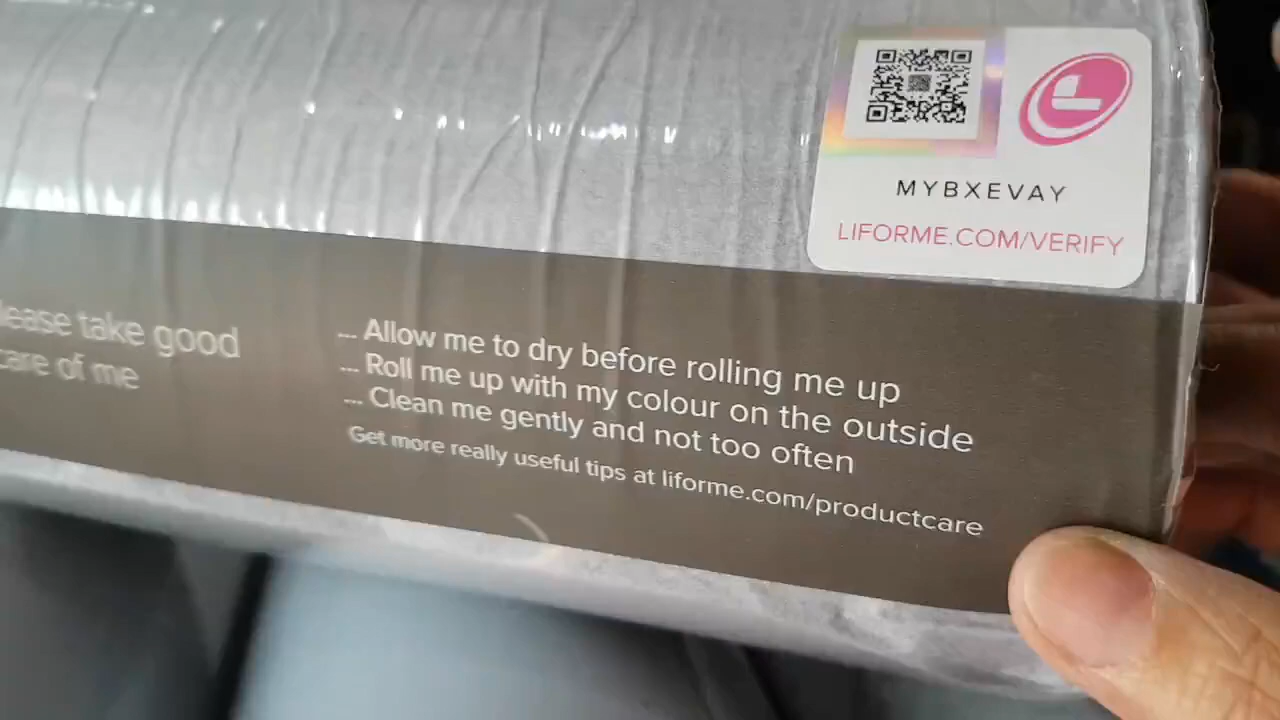 MYBXEVAY
LIFORME.COM/VERIFY
lease take good
care of me
... Allow me to dry before rolling me up
... Roll me up with my colour on the outside
... Clean me gently and not too often
Get more really useful tips at liforme.com/productcare